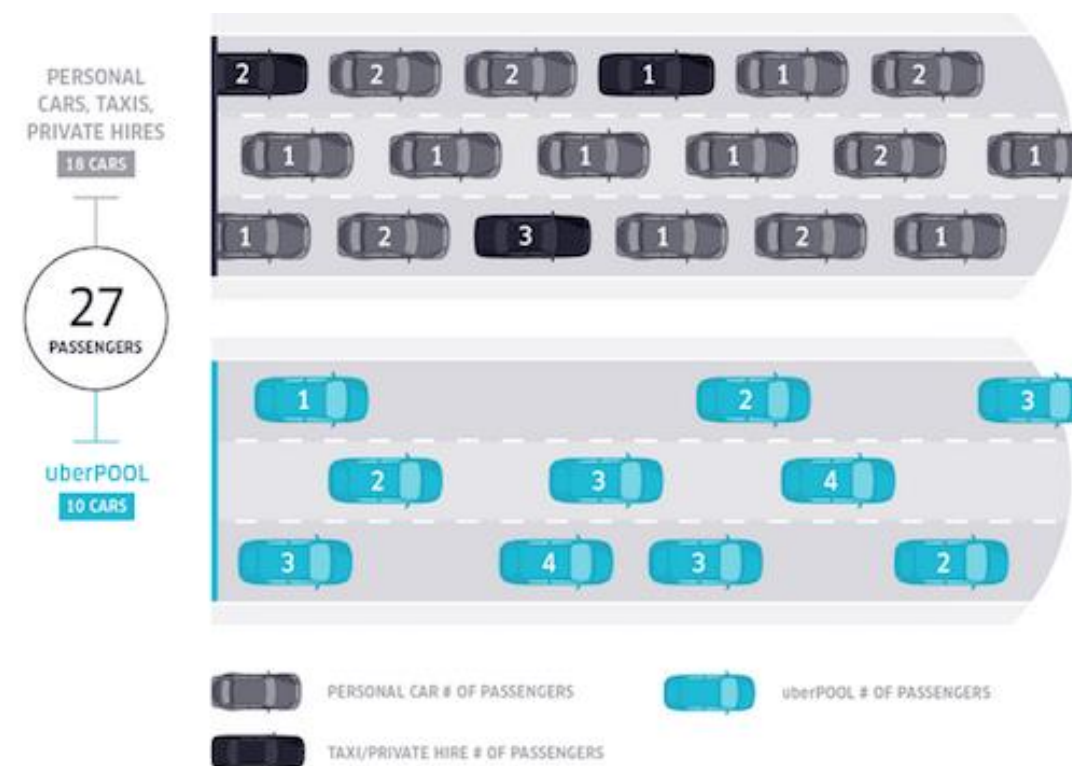 PERSONAL
CARS, TAXIS,
PRIVATE HIRES
18 CARS
27
PASSENGERS
uberPOOL
10 CARS
2 2 2 1 1 2
1 1 1 1 2 1
1 2 3 1 2 1
1 2 3
2 3 4
3 4 3 2
PERSONAL CAR # OF PASSENGERS
uberPOOL # OF PASSENGERS
TAXI/PRIVATE HIRE # OF PASSENGERS